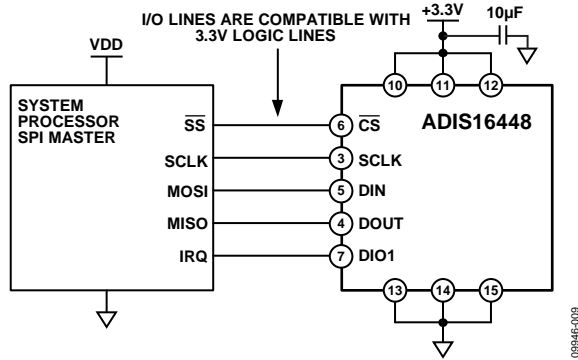 I/O LINES ARE COMPATIBLE WITH
3.3V LOGIC LINES
+3.3V
10µF
VDD
10
11
12
SYSTEM
PROCESSOR
SPI MASTER
ADIS16448
SS
6
CS
SCLK
3
SCLK
MOSI
5
DIN
MISO
4
DOUT
IRQ
7
DIO1
13
14
15
09946-009